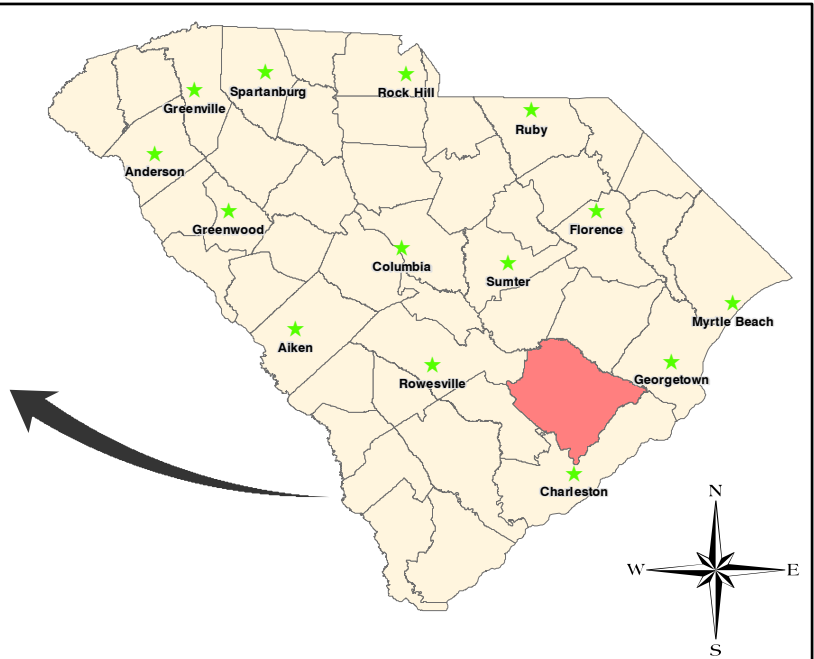 Spartanburg
Rock Hill
Greenville
Ruby
Anderson
Greenwood
Florence
Columbia
Sumter
Myrtle Beach
Aiken
Rowesville
Georgetown
Charleston
N
W
E
S